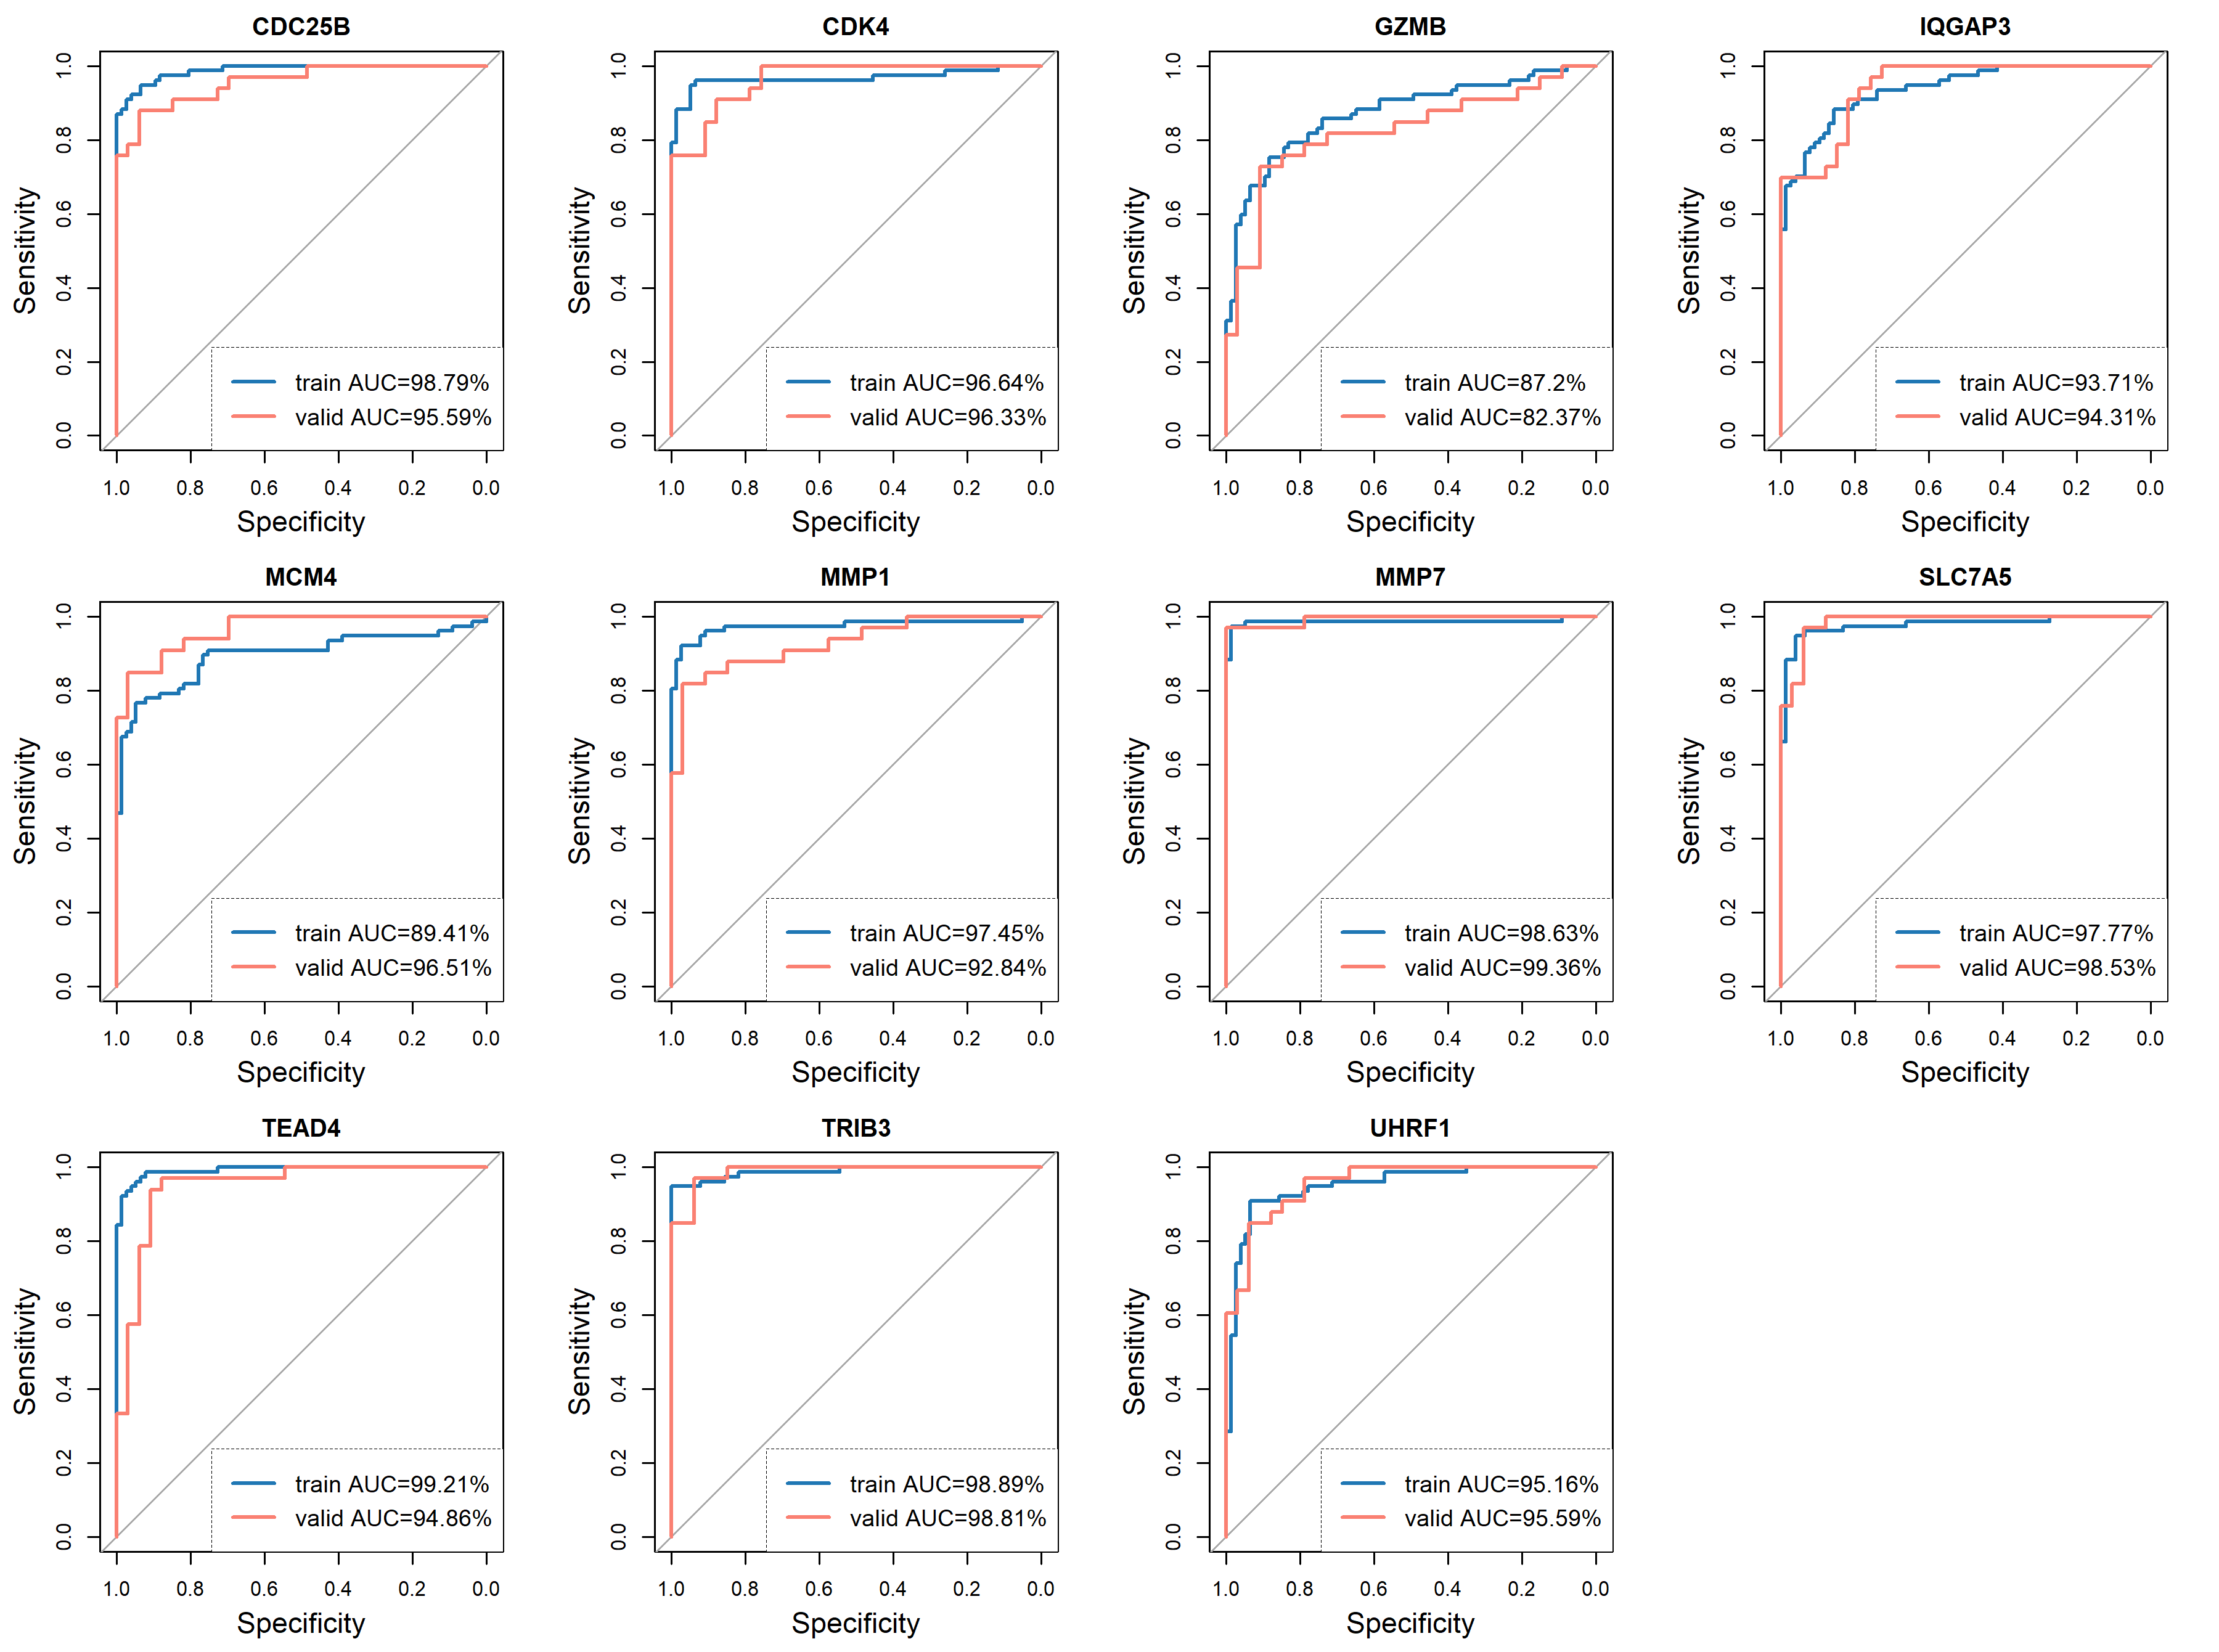 CDC25B
Sensitivity
0.0 0.2 0.4 0.6 0.8 1.0
train AUC=98.79%
valid AUC=95.59%
1.0 0.8 0.6 0.4 0.2 0.0
Specificity
CDK4
Sensitivity
0.0 0.2 0.4 0.6 0.8 1.0
train AUC=96.64%
valid AUC=96.33%
1.0 0.8 0.6 0.4 0.2 0.0
Specificity
GZMB
Sensitivity
0.0 0.2 0.4 0.6 0.8 1.0
train AUC=87.2%
valid AUC=82.37%
1.0 0.8 0.6 0.4 0.2 0.0
Specificity
IQGAP3
Sensitivity
0.0 0.2 0.4 0.6 0.8 1.0
train AUC=93.71%
valid AUC=94.31%
1.0 0.8 0.6 0.4 0.2 0.0
Specificity
MCM4
Sensitivity
0.0 0.2 0.4 0.6 0.8 1.0
train AUC=89.41%
valid AUC=96.51%
1.0 0.8 0.6 0.4 0.2 0.0
Specificity
MMP1
Sensitivity
0.0 0.2 0.4 0.6 0.8 1.0
train AUC=97.45%
valid AUC=92.84%
1.0 0.8 0.6 0.4 0.2 0.0
Specificity
MMP7
Sensitivity
0.0 0.2 0.4 0.6 0.8 1.0
train AUC=98.63%
valid AUC=99.36%
1.0 0.8 0.6 0.4 0.2 0.0
Specificity
SLC7A5
Sensitivity
0.0 0.2 0.4 0.6 0.8 1.0
train AUC=97.77%
valid AUC=98.53%
1.0 0.8 0.6 0.4 0.2 0.0
Specificity
TEAD4
Sensitivity
0.0 0.2 0.4 0.6 0.8 1.0
train AUC=99.21%
valid AUC=94.86%
1.0 0.8 0.6 0.4 0.2 0.0
Specificity
TRIB3
Sensitivity
0.0 0.2 0.4 0.6 0.8 1.0
train AUC=98.89%
valid AUC=98.81%
1.0 0.8 0.6 0.4 0.2 0.0
Specificity
UHRF1
Sensitivity
0.0 0.2 0.4 0.6 0.8 1.0
train AUC=95.16%
valid AUC=95.59%
1.0 0.8 0.6 0.4 0.2 0.0
Specificity